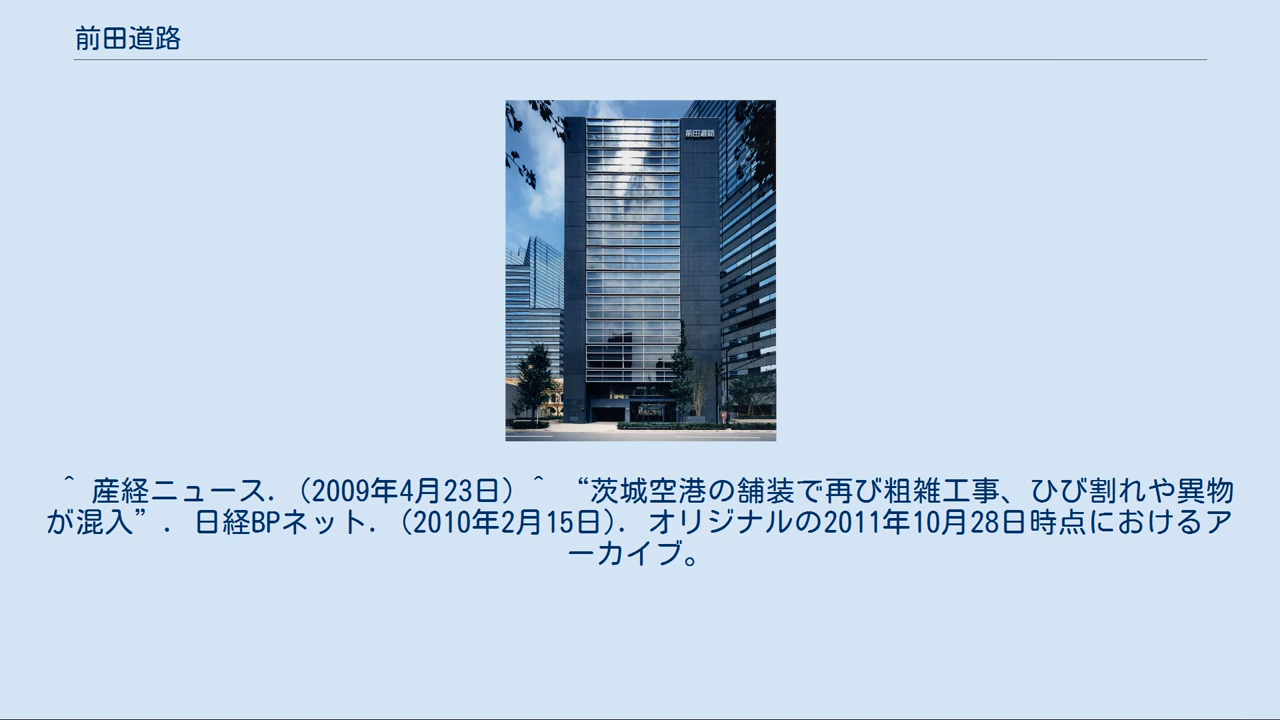 前田道路
前田道路
^ 産経ニュース. (2009年4月23日) ^ “茨城空港の舗装で再び粗雑工事、ひび割れや異物
が混入”. 日経BPネット. (2010年2月15日). オリジナルの2011年10月28日時点におけるア
ーカイブ。